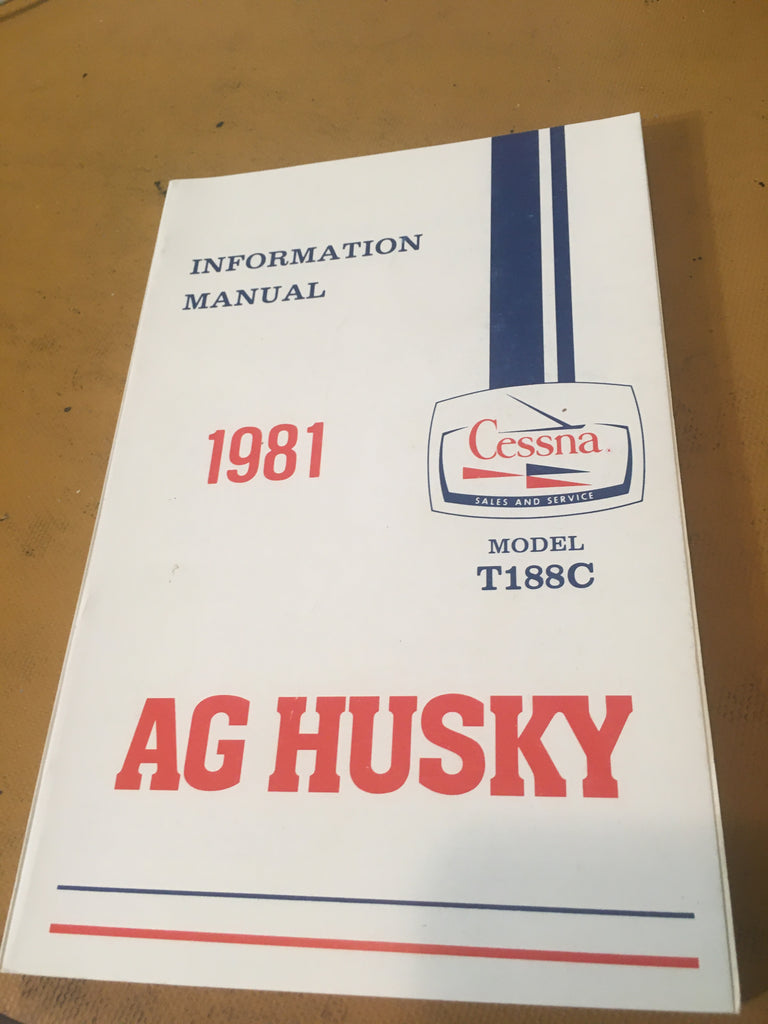 INFORMATION
MANUAL
1981
Cessna
SALES AND SERVICE
MODEL
T188C
AG HUSKY